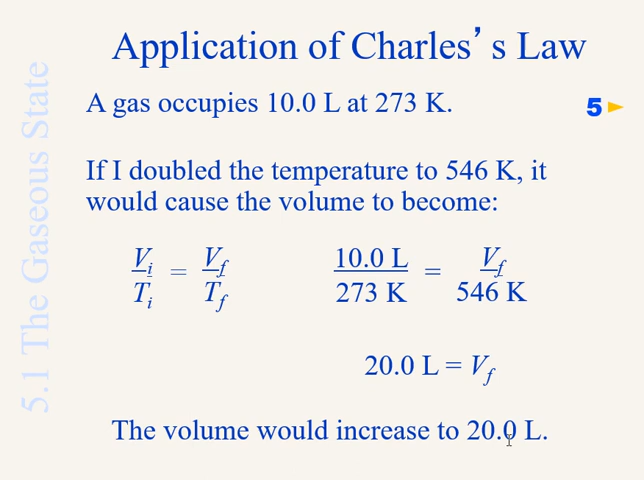 Application of Charles’s Law
A gas occupies 10.0 L at 273 K.
5
If I doubled the temperature to 546 K, it
would cause the volume to become:
Vi/Ti = Vf/Tf    10.0 L/273 K = Vf/546 K
20.0 L = Vf
The volume would increase to 20.0 L.
5.1 The Gaseous State